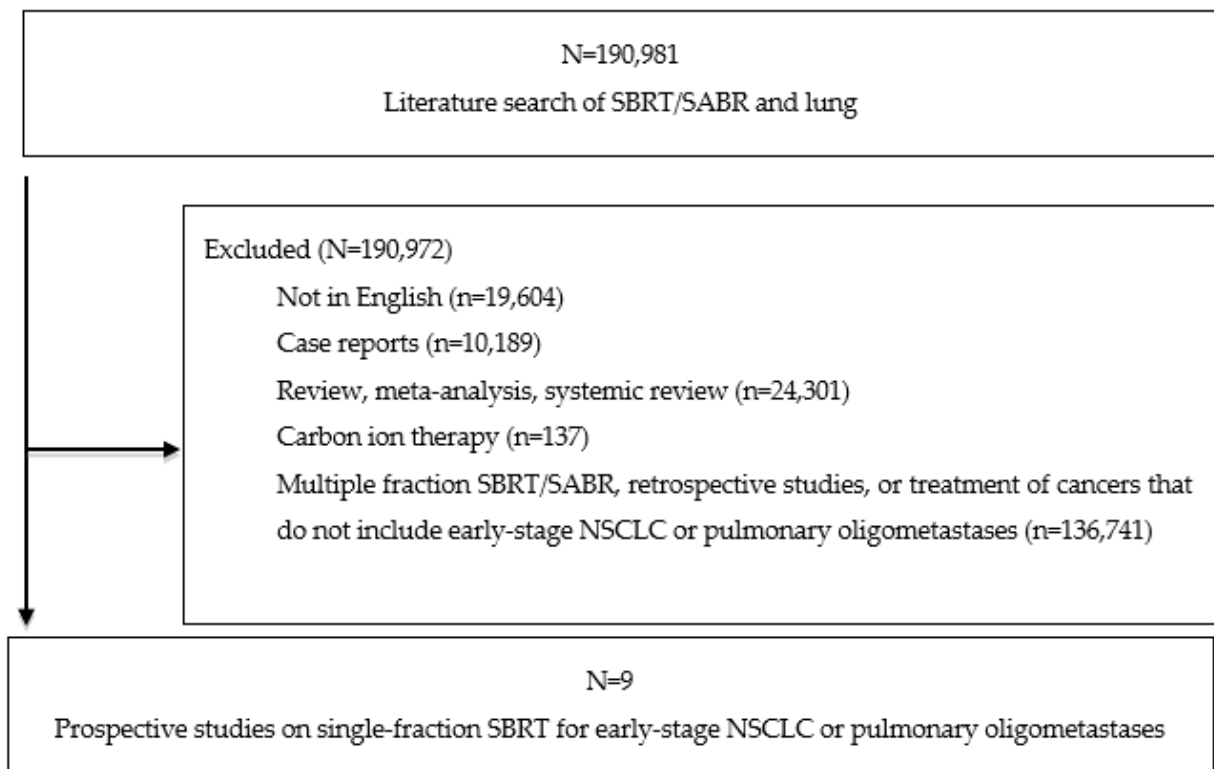 N=190,981
Literature search of SBRT/SABR and lung
Excluded (N=190,972)
Not in English (n=19,604)
Case reports (n=10,189)
Review, meta-analysis, systemic review (n=24,301)
Carbon ion therapy (n=137)
Multiple fraction SBRT/SABR, retrospective studies, or treatment of cancers that
do not include early-stage NSCLC or pulmonary oligometastases (n=136,741)
N=9
Prospective studies on single-fraction SBRT for early-stage NSCLC or pulmonary oligometastases